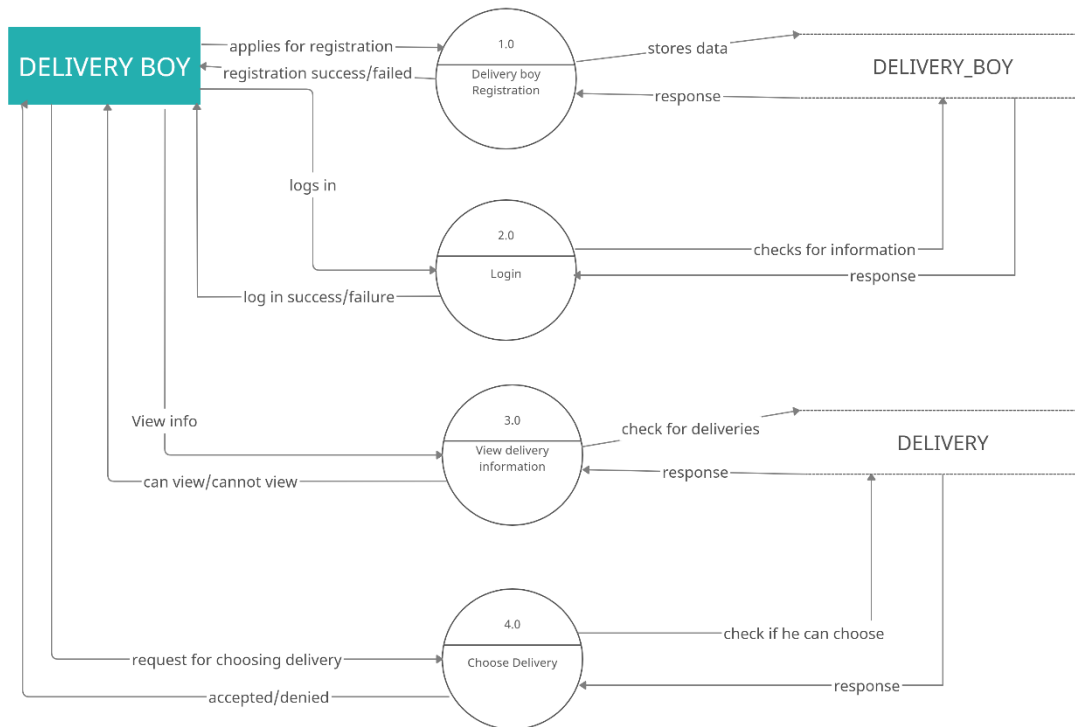 DELIVERY BOY
applies for registration
registration success/failed
1.0
Delivery boy
Registration
stores data
response
DELIVERY_BOY
logs in
log in success/failure
2.0
Login
checks for information
response
View info
can view/cannot view
3.0
View delivery
information
check for deliveries
response
DELIVERY
request for choosing delivery
accepted/denied
4.0
Choose Delivery
check if he can choose
response